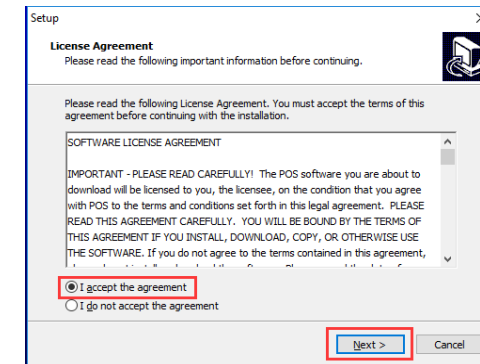 Setup
License Agreement
Please read the following important information before continuing.
Please read the following License Agreement. You must accept the terms of this
agreement before continuing with the installation.
SOFTWARE LICENSE AGREEMENT
IMPORTANT - PLEASE READ CAREFULLY! The POS software you are about to
download will be licensed to you, the licensee, on the condition that you agree
with POS to the terms and conditions set forth in this legal agreement. PLEASE
READ THIS AGREEMENT CAREFULLY. YOU WILL BE BOUND BY THE TERMS OF
THIS AGREEMENT IF YOU INSTALL, DOWNLOAD, COPY, OR OTHERWISE USE
THE SOFTWARE. If you do not agree to the terms contained in this agreement,
I accept the agreement
I do not accept the agreement
Next > Cancel